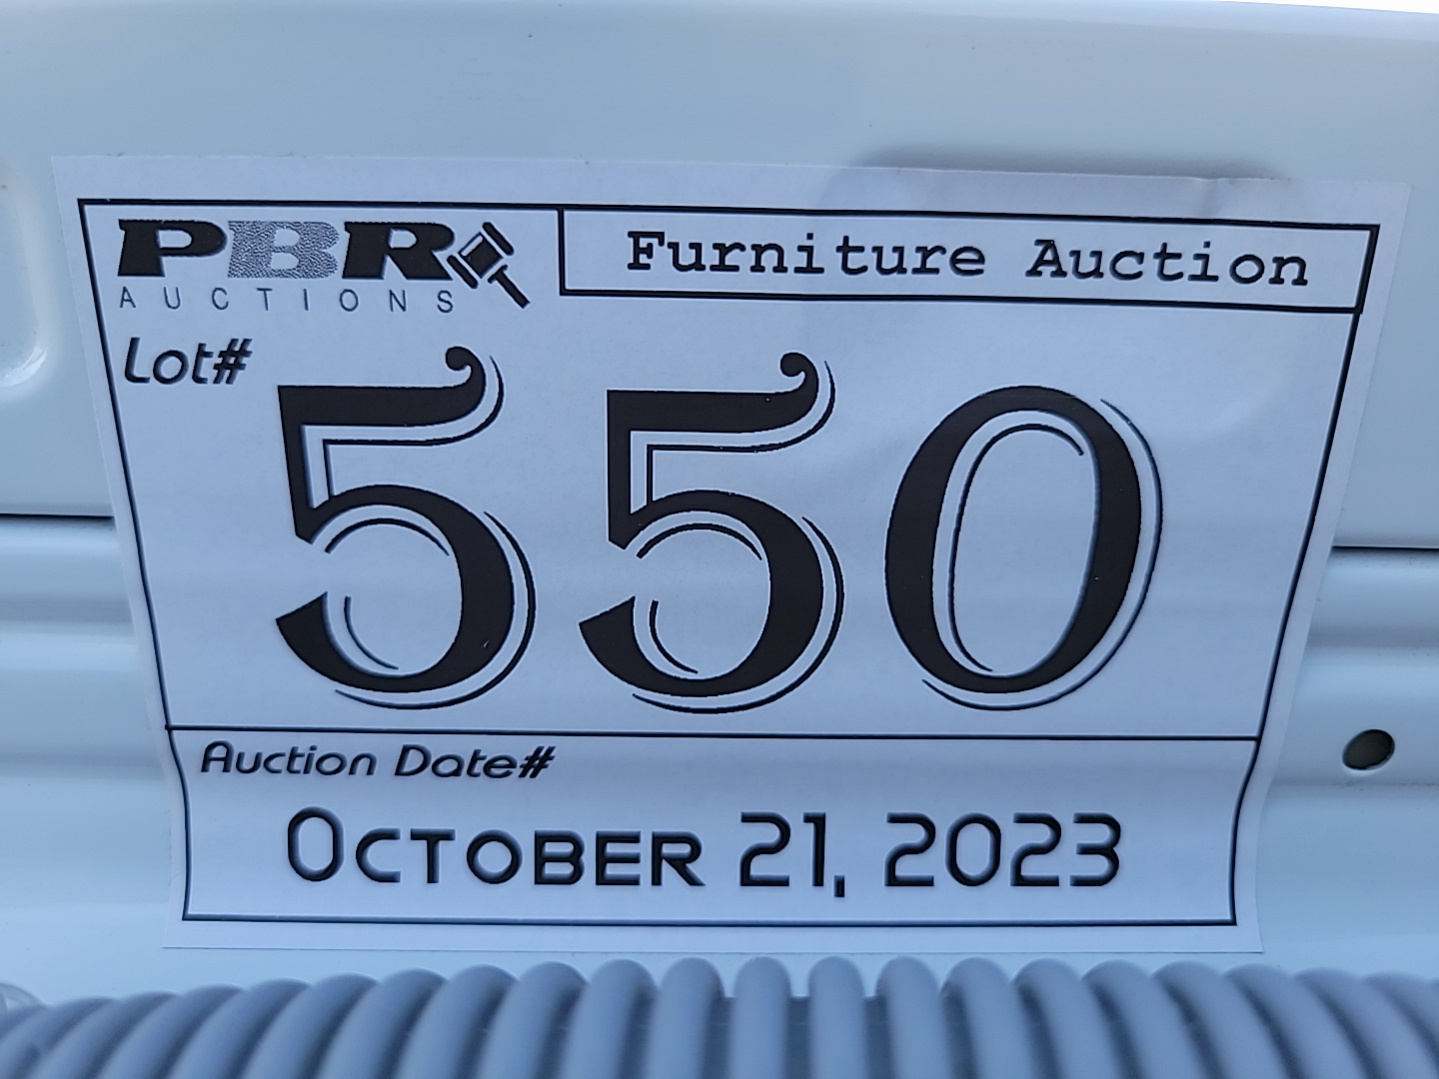 PBR
AUCTIONS
Furniture Auction
Lot#
550
Auction Date#
October 21, 2023